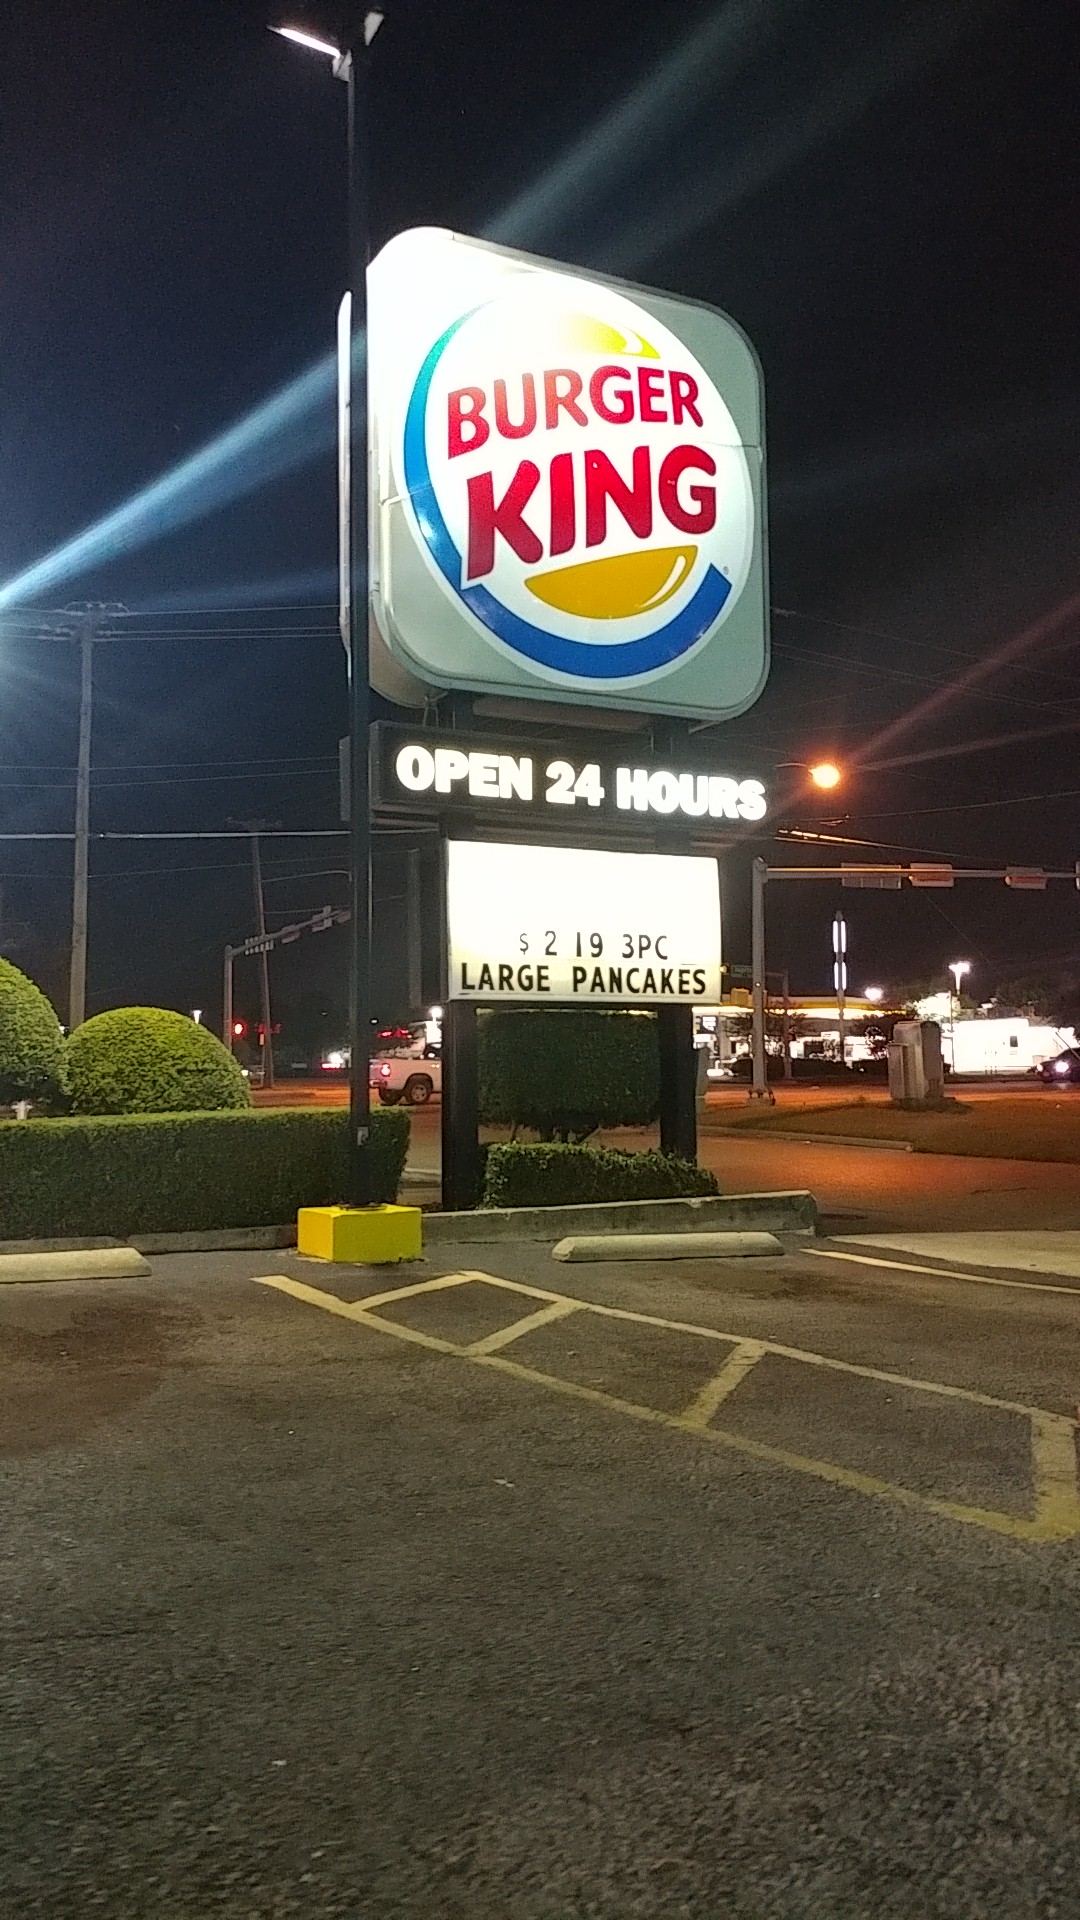 BURGER
KING
®
OPEN 24 HOURS
$ 2 19 3PC
LARGE PANCAKES